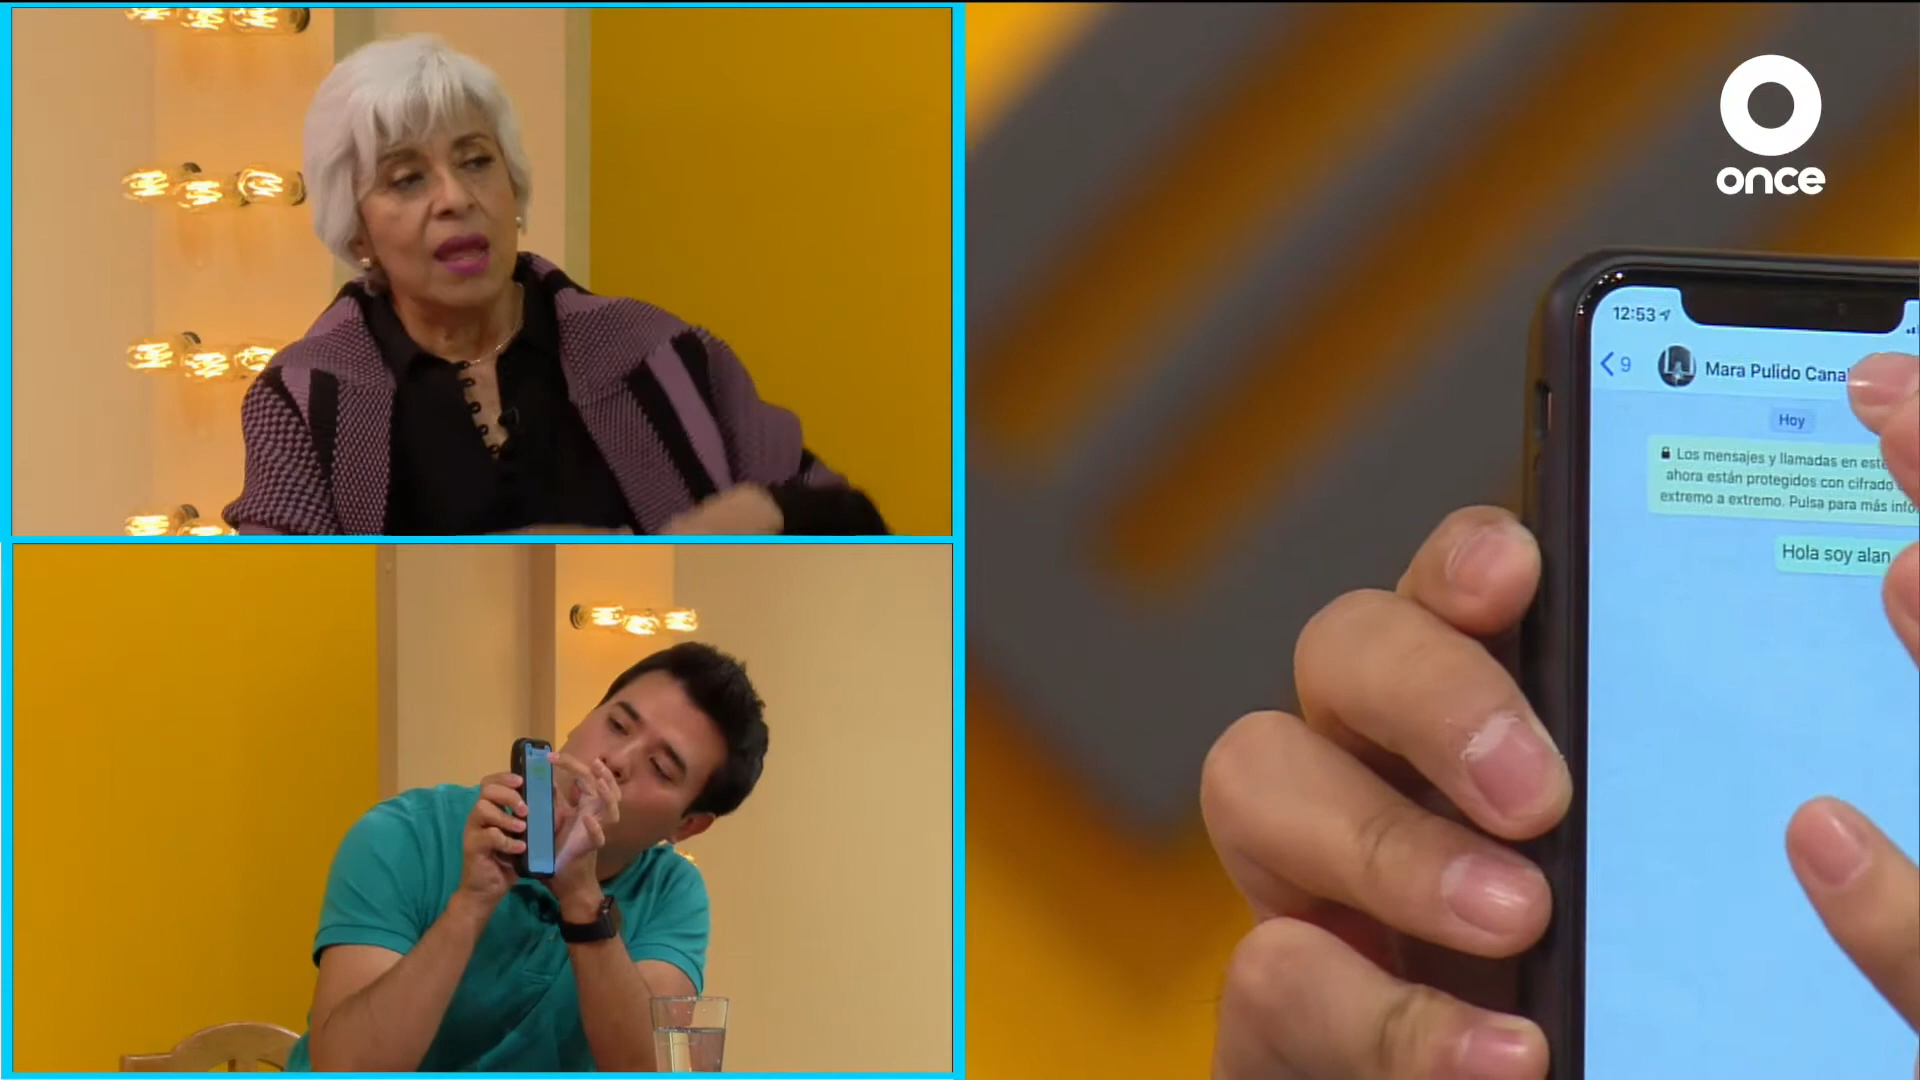 once
12:53
9
Mara Pulido Cana
Hoy
Los mensajes y llamadas en este
ahora están protegidos con cifrado
extremo a extremo. Pulsa para más info
Hola soy alan